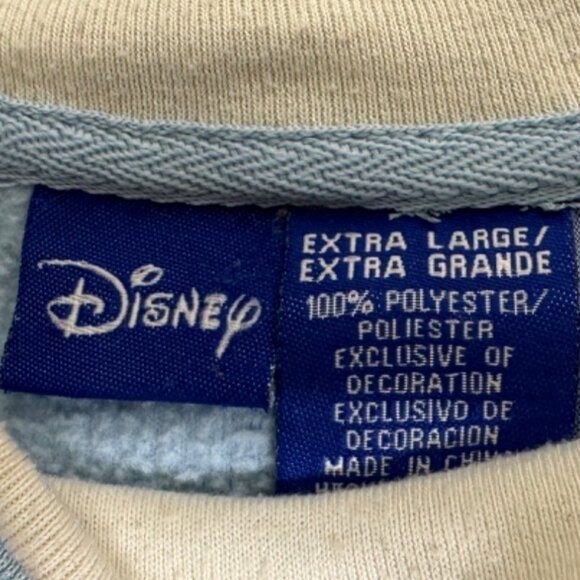 Disney
EXTRA LARGE/
EXTRA GRANDE
100% POLYESTER/
POLIESTER
EXCLUSIVE OF
DECORATION
EXCLUSIVO DE
DECORACION
MADE IN CHINA